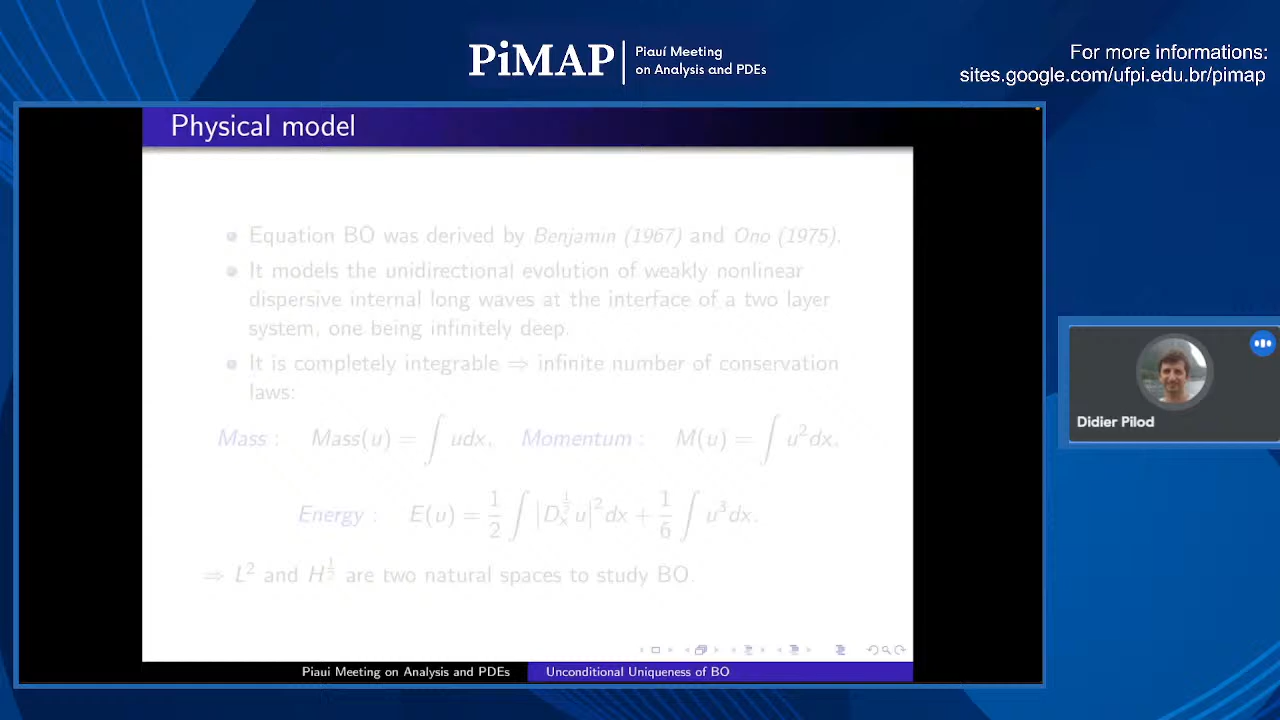 PiMAP
Piauí Meeting
on Analysis and PDEs
For more informations:
sites.google.com/ufpi.edu.br/pimap
Physical model
Equation BO was derived by Benjamin (1967) and Ono (1975).
It models the unidirectional evolution of weakly nonlinear
dispersive internal long waves at the interface of a two layer
system, one being infinitely deep.
It is completely integrable ⇒ infinite number of conservation
laws:
Mass : Mass(u) = ∫ udx, Momentum : M(u) = ∫ u²dx,
Energy : E(u) = 1/2 ∫ |D_x^{1/2} u|² dx + 1/6 ∫ u³dx.
⇒ L² and H^{1/2} are two natural spaces to study BO.
Piaui Meeting on Analysis and PDEs Unconditional Uniqueness of BO
Didier Pilod